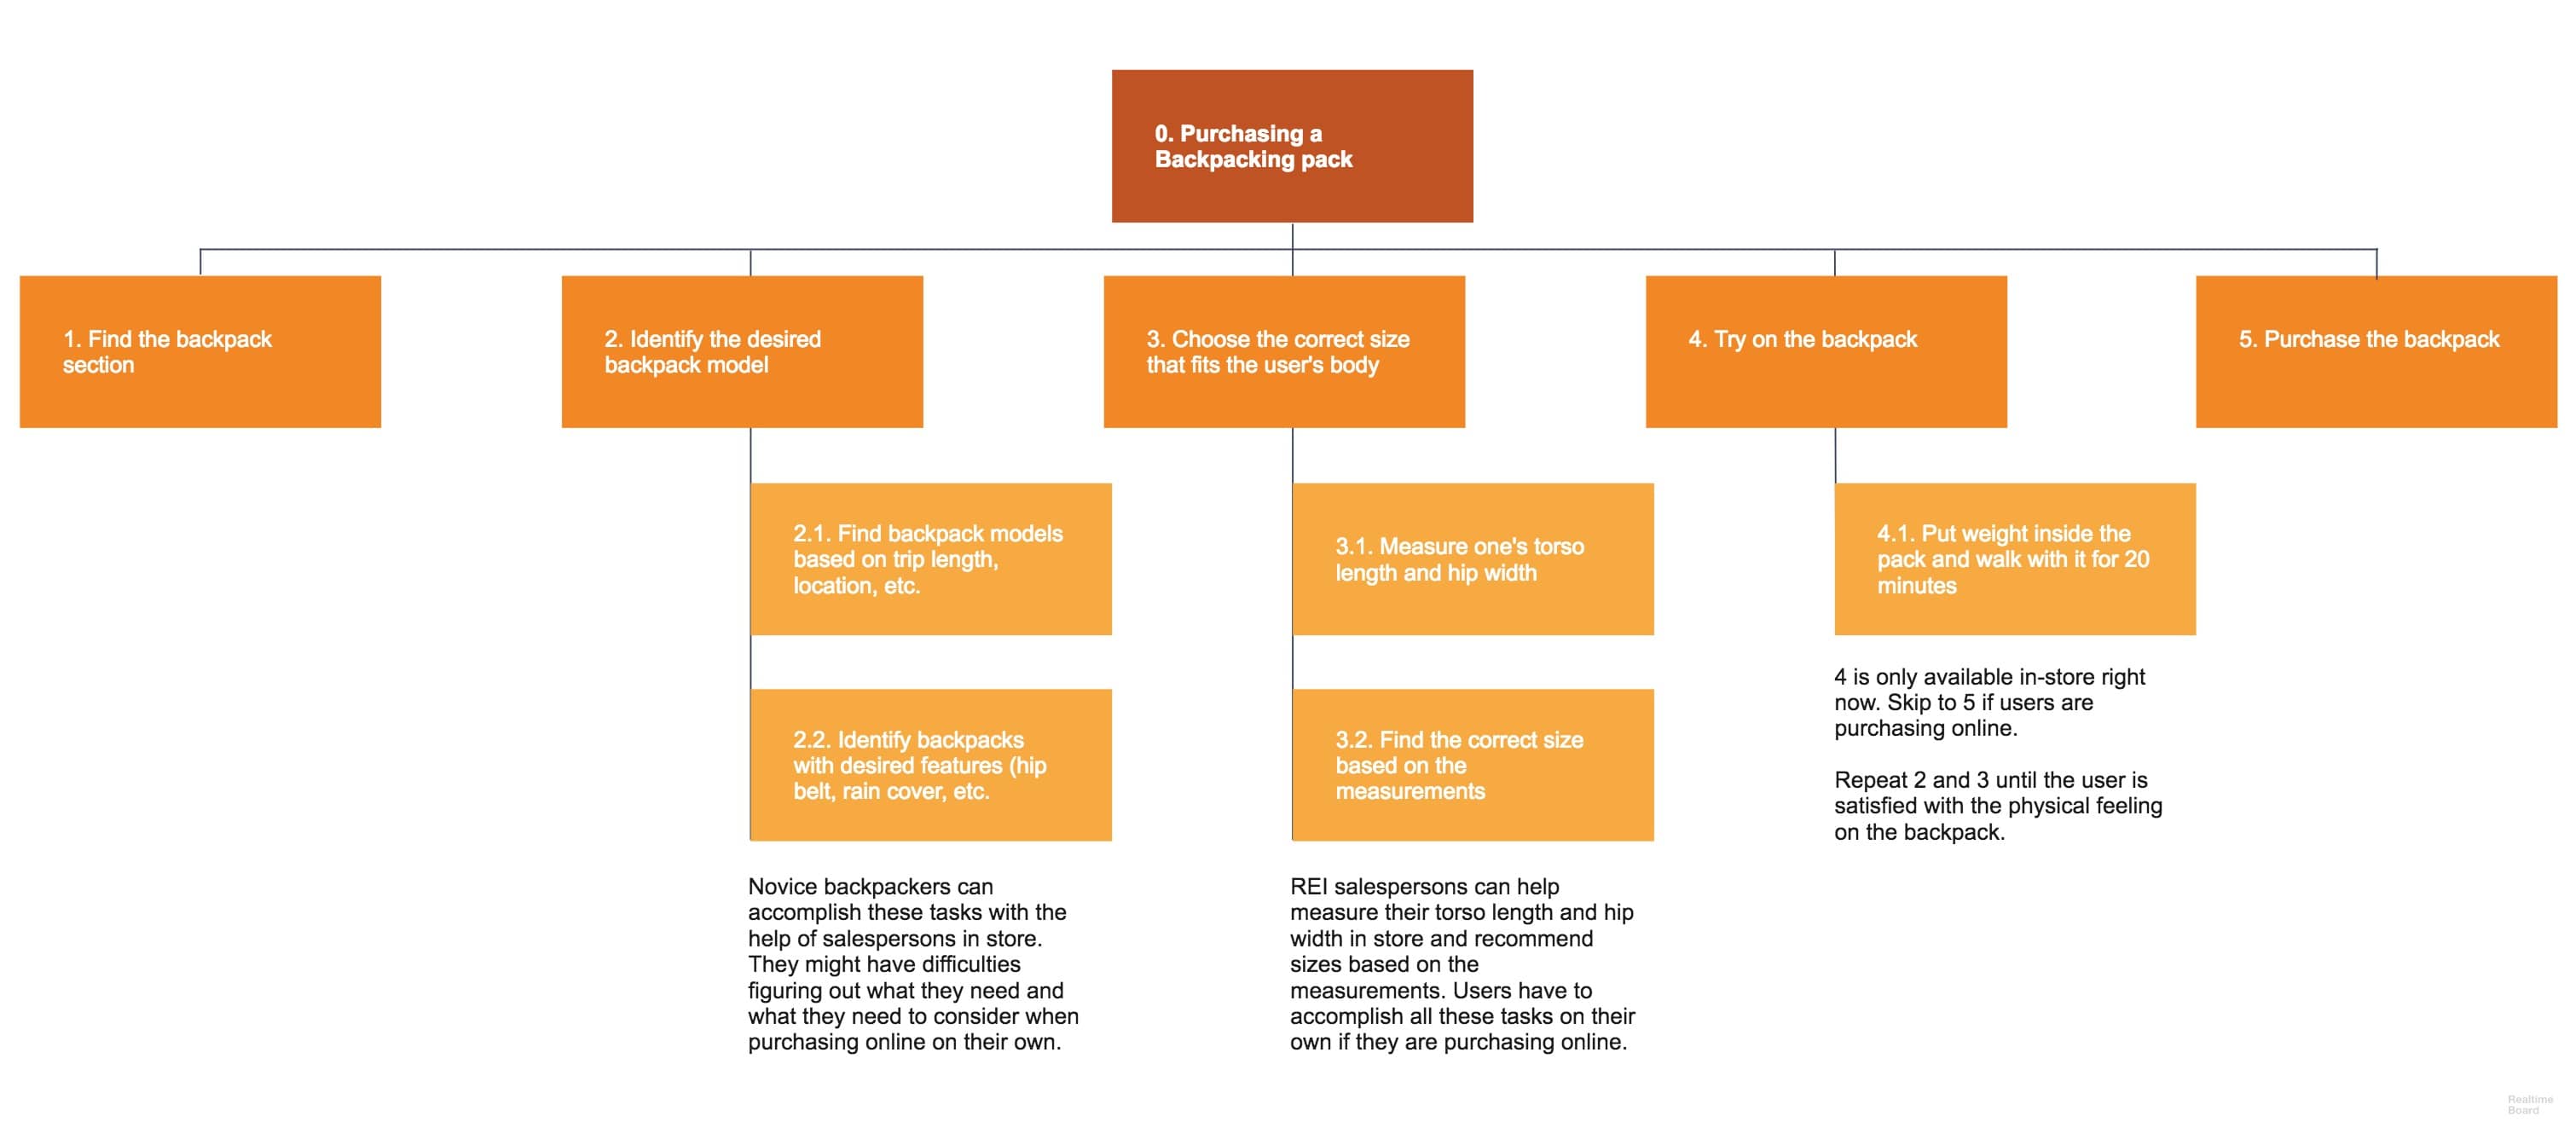 0. Purchasing a
Backpacking pack
1. Find the backpack
section
2. Identify the desired
backpack model
3. Choose the correct size
that fits the user's body
4. Try on the backpack
5. Purchase the backpack
2.1. Find backpack models
based on trip length,
location, etc.
2.2. Identify backpacks
with desired features (hip
belt, rain cover, etc.
Novice backpackers can
accomplish these tasks with the
help of salespersons in store.
They might have difficulties
figuring out what they need and
what they need to consider when
purchasing online on their own.
3.1. Measure one's torso
length and hip width
3.2. Find the correct size
based on the
measurements
REI salespersons can help
measure their torso length and hip
width in store and recommend
sizes based on the
measurements. Users have to
accomplish all these tasks on their
own if they are purchasing online.
4.1. Put weight inside the
pack and walk with it for 20
minutes
4 is only available in-store right
now. Skip to 5 if users are
purchasing online.
Repeat 2 and 3 until the user is
satisfied with the physical feeling
on the backpack.
Realtime
Board